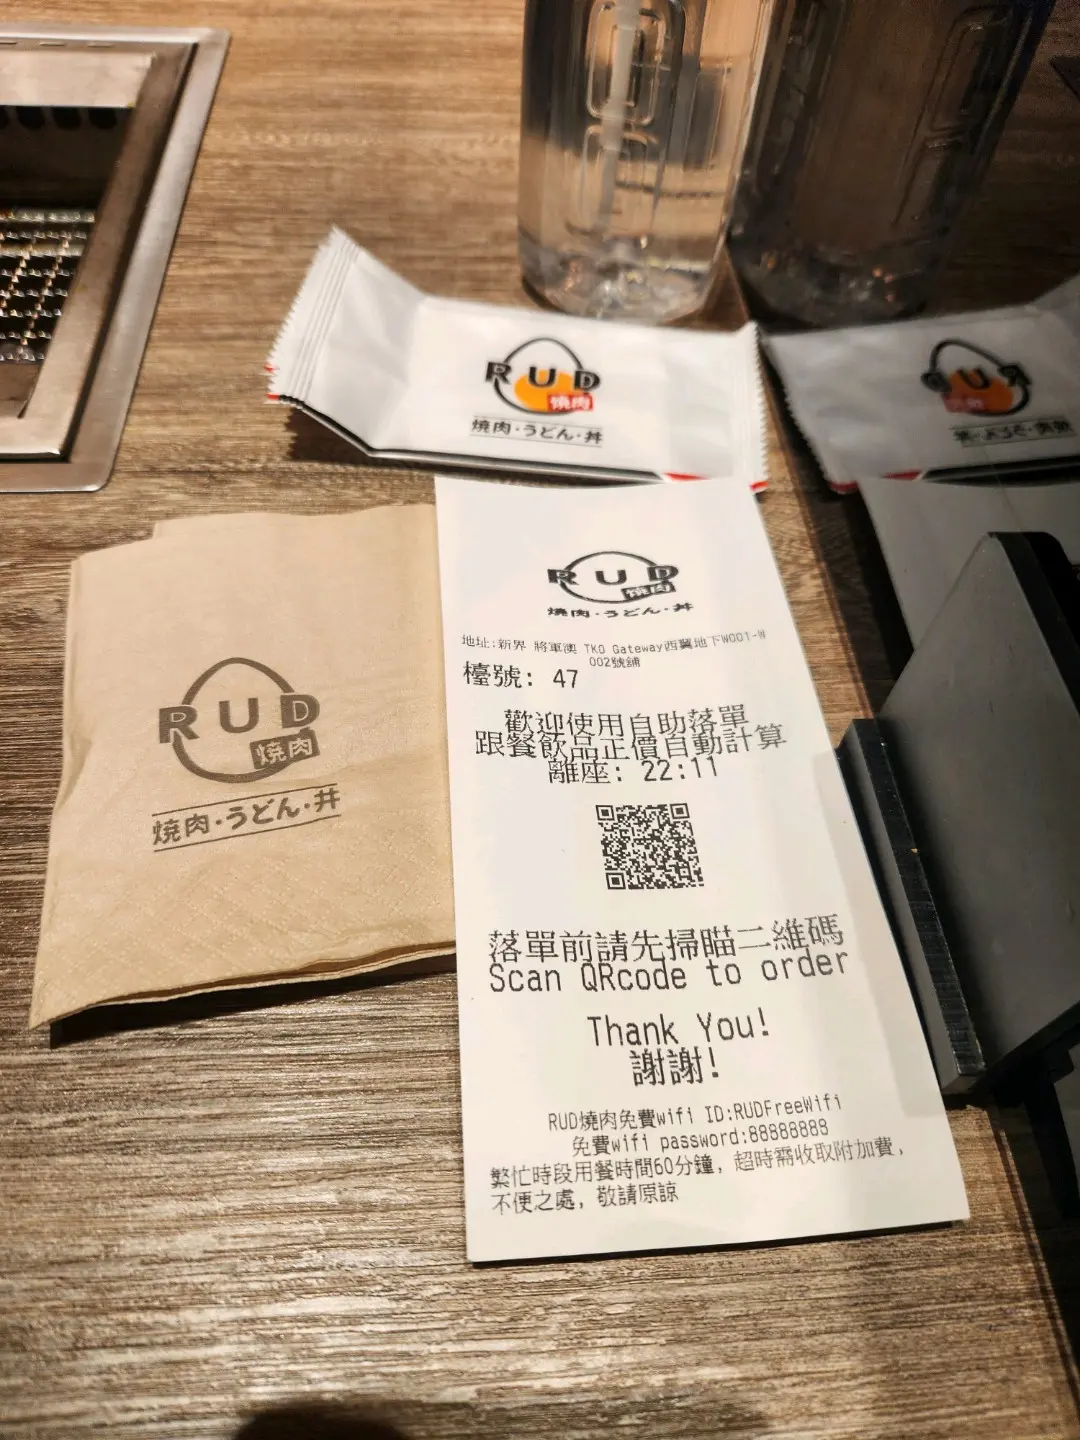 RUD
燒肉
焼肉・うどん・丼
RUD
燒肉
焼肉・うどん・丼
RUD
燒肉
焼肉・うどん・丼
地址:新界 將軍澳 TKO Gateway西翼地下W001-W
002號舖
檯號: 47
歡迎使用自助落單
跟餐飲品正價自動計算
離座: 22:11
落單前請先掃瞄二維碼
Scan QRcode to order
Thank You!
謝謝!
RUD燒肉免費wifi ID:RUDFreeWifi
免費wifi password:88888888
繁忙時段用餐時間60分鐘，超時需收取附加費，
不便之處，敬請原諒